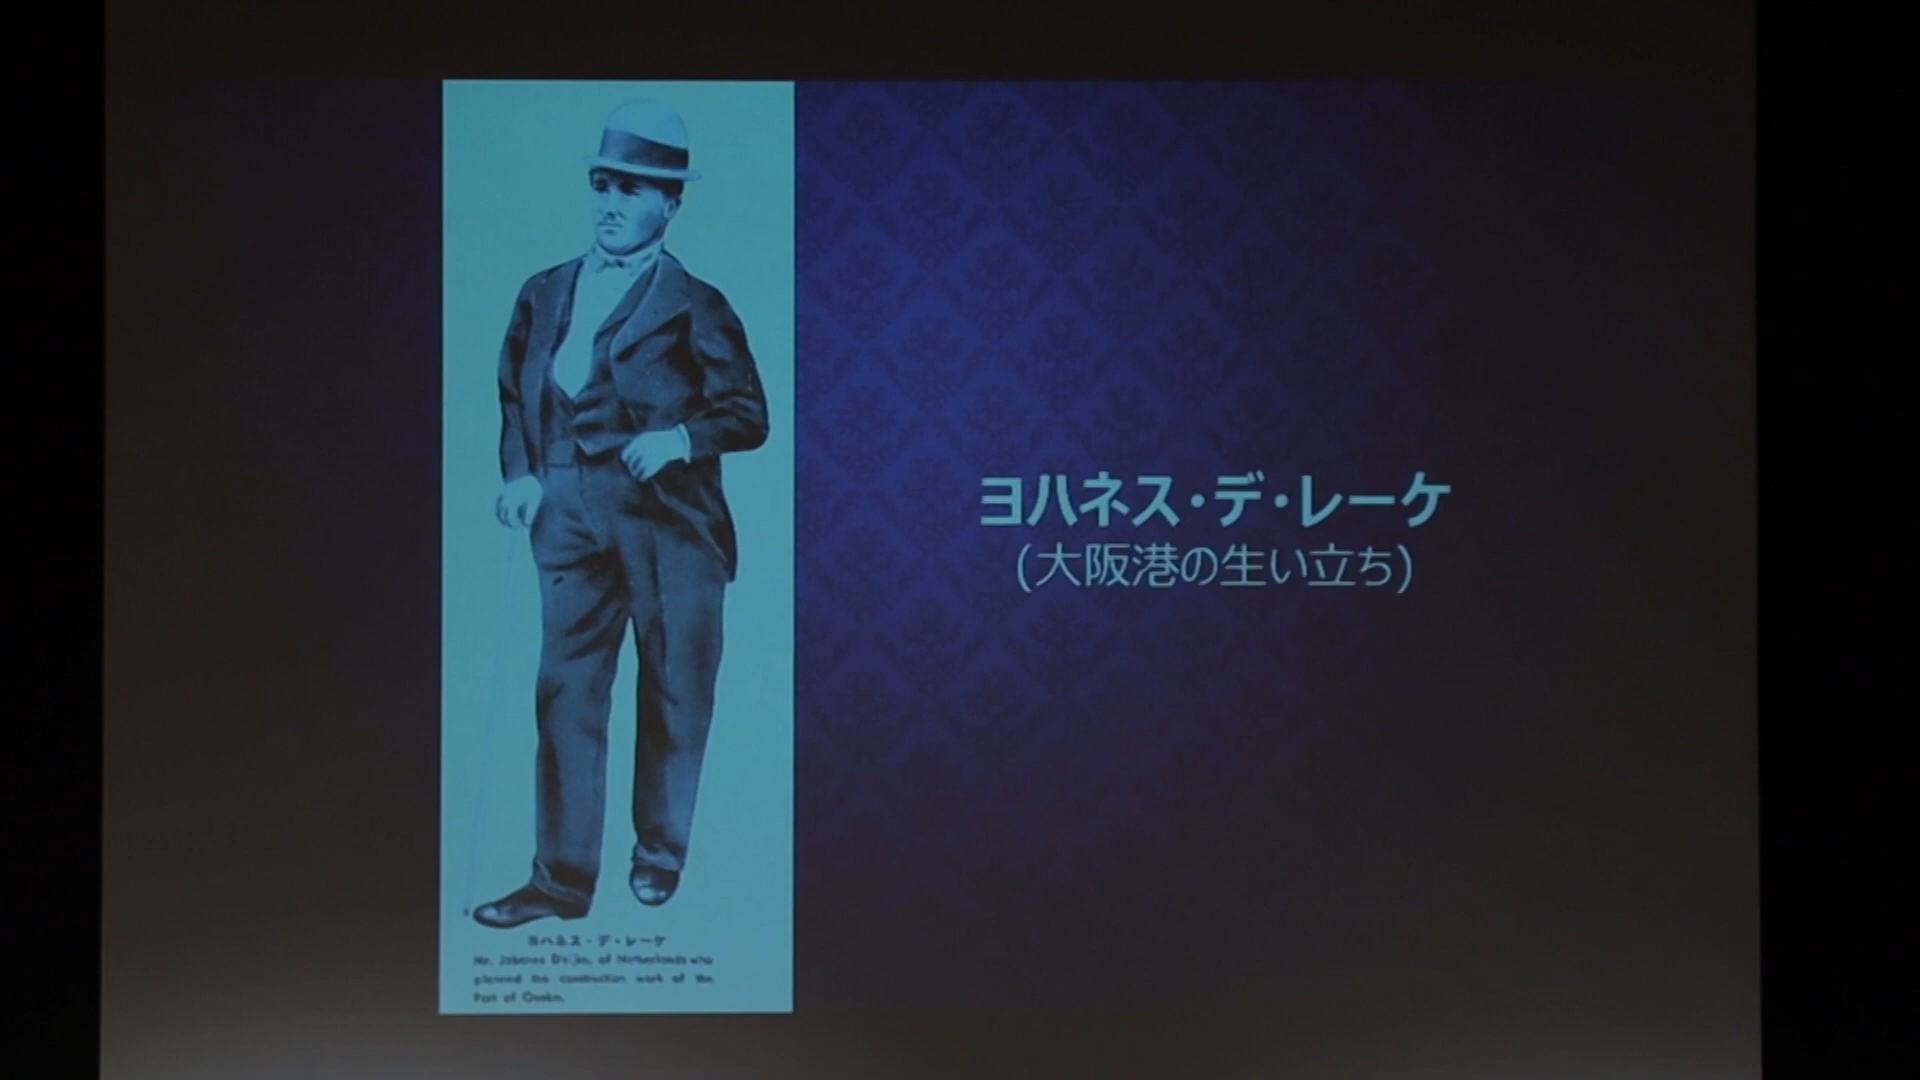 ヨハネス・デ・レーケ
(大阪港の生い立ち)
ヨハネス・デ・レーケ
Mr. of Netherlands who
planned the construction work of the
Port of Osaka.